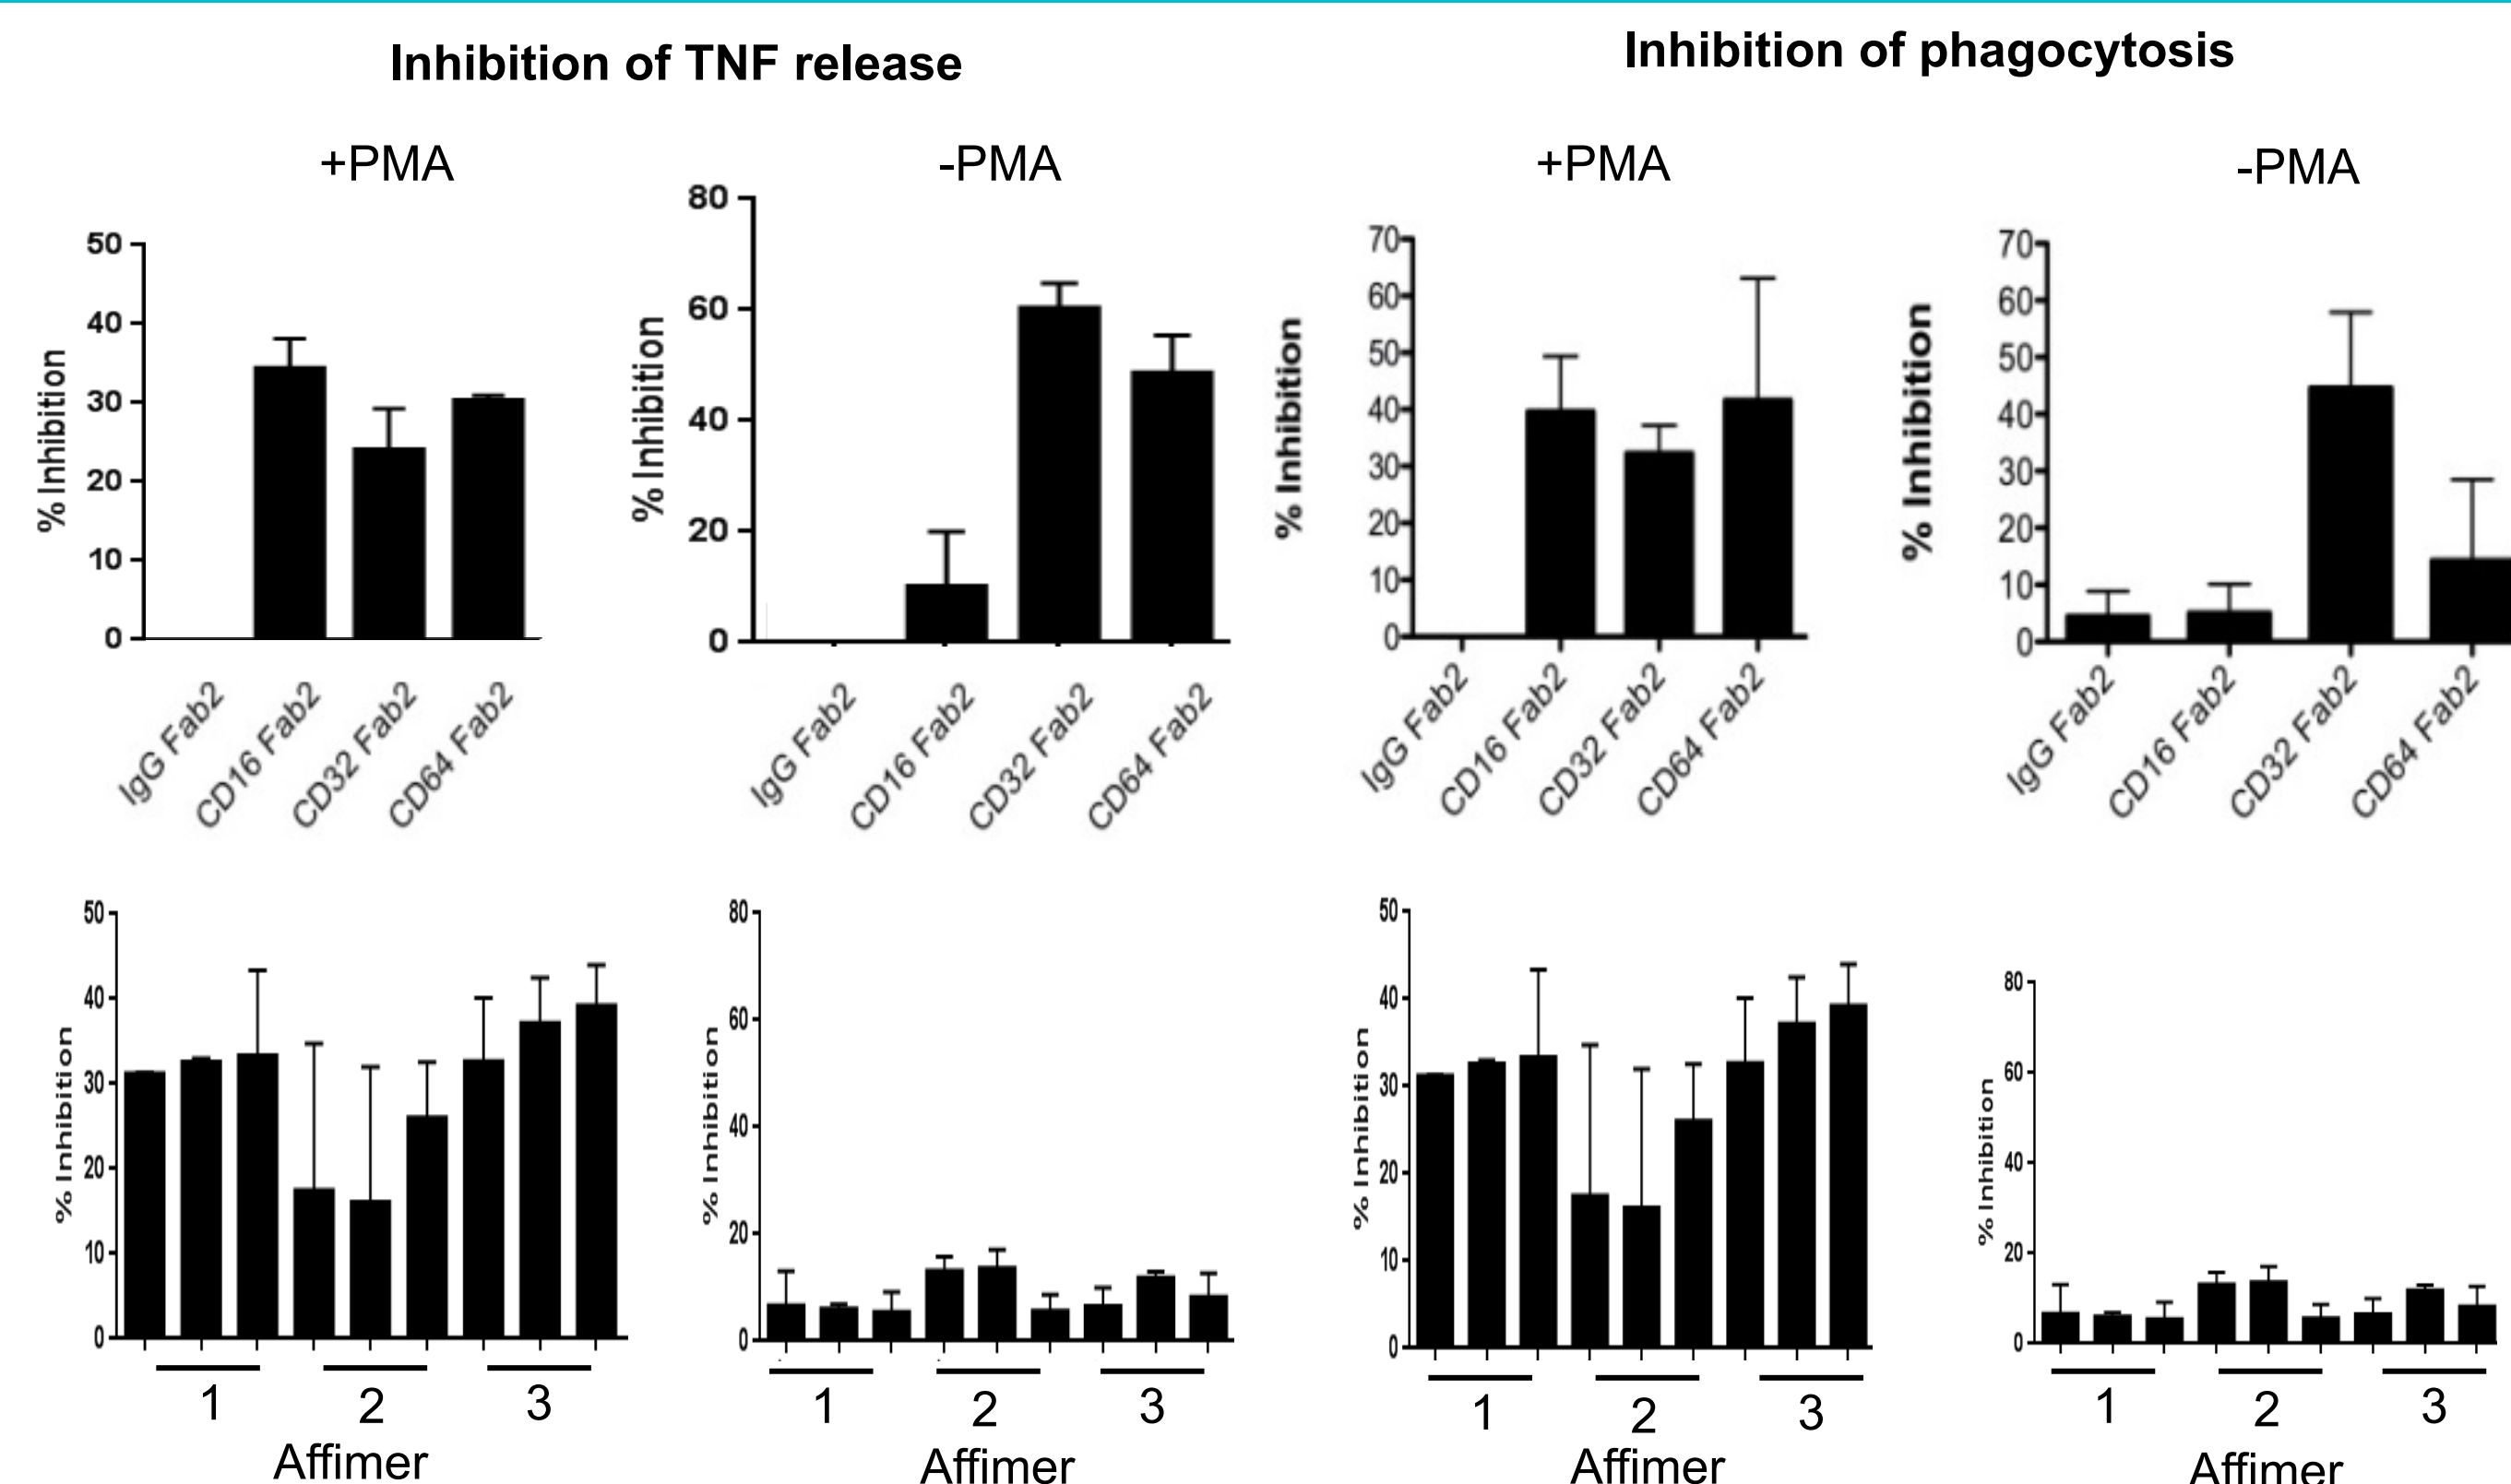 Inhibition of TNF release
Inhibition of phagocytosis
+PMA
-PMA
+PMA
-PMA
% Inhibition
50
40
30
20
10
0
IgG Fab2
CD16 Fab2
CD32 Fab2
CD64 Fab2
% Inhibition
80
60
40
20
0
IgG Fab2
CD16 Fab2
CD32 Fab2
CD64 Fab2
% Inhibition
70
60
50
40
30
20
10
0
IgG Fab2
CD16 Fab2
CD32 Fab2
CD64 Fab2
% Inhibition
70
60
50
40
30
20
10
0
IgG Fab2
CD16 Fab2
CD32 Fab2
CD64 Fab2
% Inhibition
50
40
30
20
10
0
1 2 3
Affimer
% Inhibition
80
60
40
20
0
1 2 3
Affimer
% Inhibition
50
40
30
20
10
0
1 2 3
Affimer
% Inhibition
80
60
40
20
0
1 2 3
Affimer